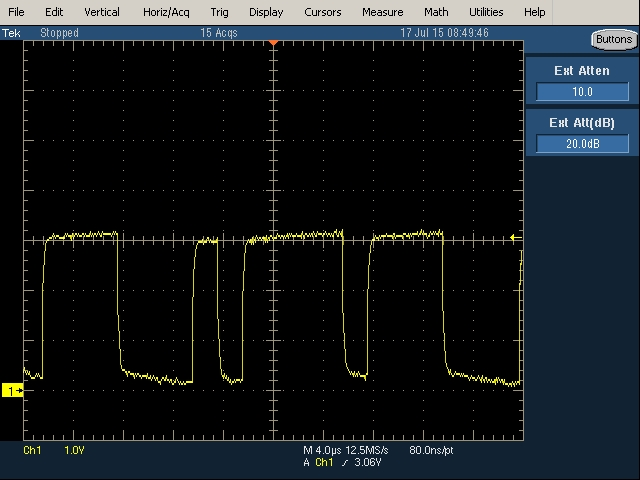 File Edit Vertical Horiz/Acq Trig Display Cursors Measure Math Utilities Help
Tek Stopped 15 Acqs 17 Jul 15 08:49:46
Buttons
Ext Atten
10.0
Ext Att(dB)
20.0dB
1
Ch1 1.0V M 4.0µs 12.5MS/s 80.0ns/pt
A Ch1 ∕ 3.06V